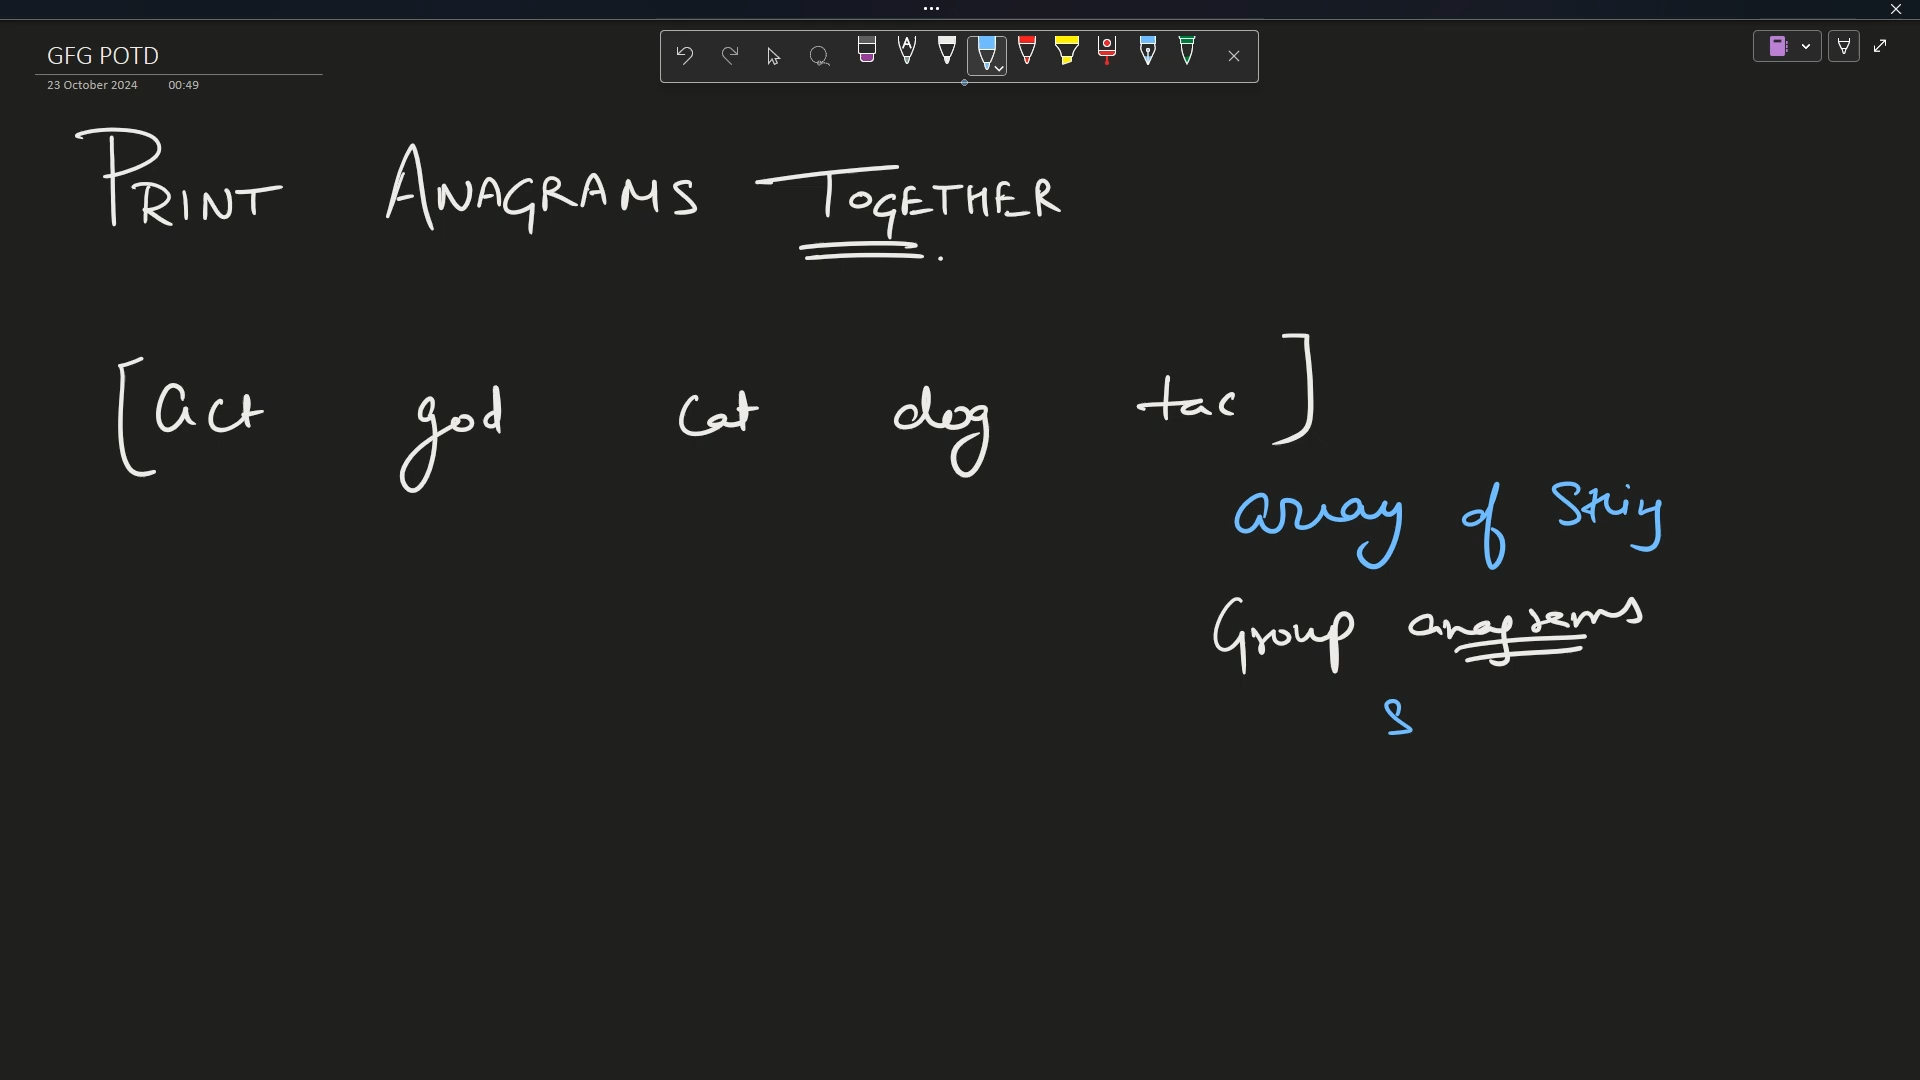 GFG POTD
23 October 2024 00:49
PRINT ANAGRAMS TOGETHER.
[act god cat dog tac]
array of String
Group anagrams
S